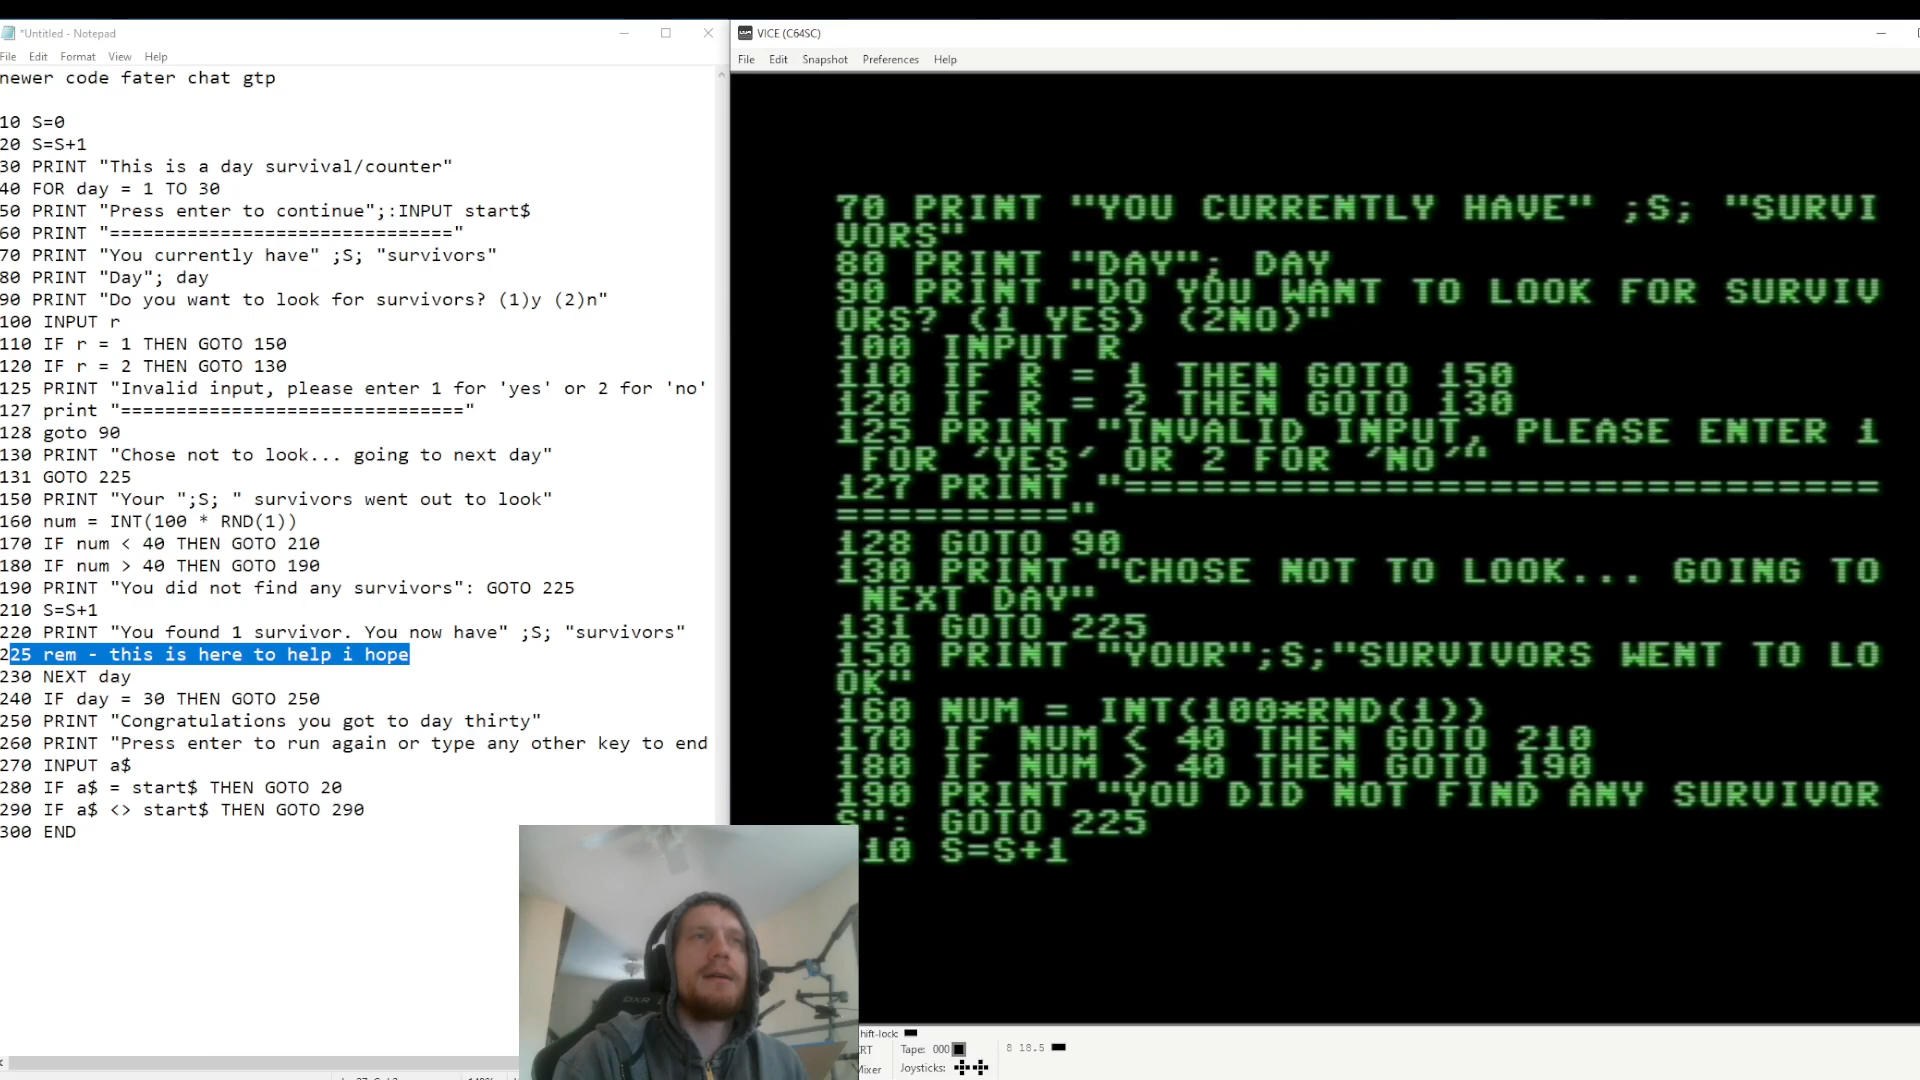 *Untitled - Notepad
File Edit Format View Help
newer code fater chat gtp
10 S=0
20 S=S+1
30 PRINT "This is a day survival/counter"
40 FOR day = 1 TO 30
50 PRINT "Press enter to continue";:INPUT start$
60 PRINT "==============================="
70 PRINT "You currently have" ;S; "survivors"
80 PRINT "Day"; day
90 PRINT "Do you want to look for survivors? (1)y (2)n"
100 INPUT r
110 IF r = 1 THEN GOTO 150
120 IF r = 2 THEN GOTO 130
125 PRINT "Invalid input, please enter 1 for 'yes' or 2 for 'no'
127 print "==============================="
128 goto 90
130 PRINT "Chose not to look... going to next day"
131 GOTO 225
150 PRINT "Your ";S; " survivors went out to look"
160 num = INT(100 * RND(1))
170 IF num < 40 THEN GOTO 210
180 IF num > 40 THEN GOTO 190
190 PRINT "You did not find any survivors": GOTO 225
210 S=S+1
220 PRINT "You found 1 survivor. You now have" ;S; "survivors"
225 rem - this is here to help i hope
230 NEXT day
240 IF day = 30 THEN GOTO 250
250 PRINT "Congratulations you got to day thirty"
260 PRINT "Press enter to run again or type any other key to end
270 INPUT a$
280 IF a$ = start$ THEN GOTO 20
290 IF a$ <> start$ THEN GOTO 290
300 END
VICE (C64SC)
File Edit Snapshot Preferences Help
70 PRINT "YOU CURRENTLY HAVE" ;S; "SURVI
VORS"
80 PRINT "DAY"; DAY
90 PRINT "DO YOU WANT TO LOOK FOR SURVIV
ORS? (1 YES) (2NO)"
100 INPUT R
110 IF R = 1 THEN GOTO 150
120 IF R = 2 THEN GOTO 130
125 PRINT "INVALID INPUT, PLEASE ENTER 1
FOR 'YES' OR 2 FOR 'NO'"
127 PRINT "=============================
========="
128 GOTO 90
130 PRINT "CHOSE NOT TO LOOK... GOING TO
NEXT DAY"
131 GOTO 225
150 PRINT "YOUR";S;"SURVIVORS WENT TO LO
OK"
160 NUM = INT(100*RND(1))
170 IF NUM < 40 THEN GOTO 210
180 IF NUM > 40 THEN GOTO 190
190 PRINT "YOU DID NOT FIND ANY SURVIVOR
S": GOTO 225
10 S=S+1
hift-lock:
Tape: 000
8 18.5
Mixer
Joysticks:
DXR